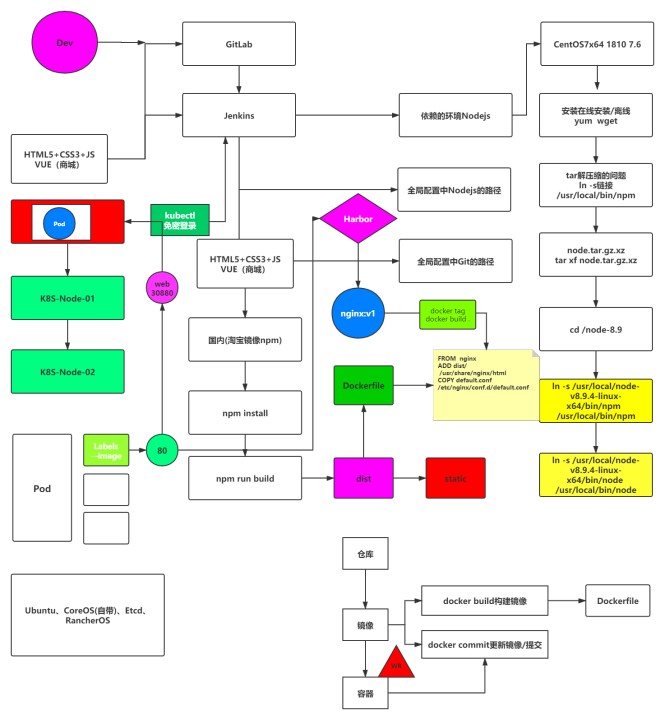 Dev
GitLab
CentOS7x64 1810 7.6
Jenkins
依赖的环境Nodejs
安装在线安装/离线
yum  wget
HTML5+CSS3+JS
VUE（商城）
tar解压缩的问题
ln -s链接
/usr/local/bin/npm
全局配置中Nodejs的路径
kubectl
免密登录
Harbor
Pod
HTML5+CSS3+JS
VUE（商城）
全局配置中Git的路径
node.tar.gz.xz
tar xf node.tar.gz.xz
web
30880
K8S-Node-01
nginx:v1
docker tag
docker build .
国内(淘宝镜像npm)
cd /node-8.9
K8S-Node-02
FROM  nginx
ADD dist/
/usr/share/nginx/html
COPY default.conf
/etc/nginx/conf.d/default.conf
Dockerfile
npm install
ln -s /usr/local/node-
v8.9.4-linux-
x64/bin/npm
/usr/local/bin/npm
Labels
--image
80
Pod
npm run build
dist
static
ln -s /usr/local/node-
v8.9.4-linux-
x64/bin/node
/usr/local/bin/node
仓库
Ubuntu、CoreOS(自带)、Etcd、
RancherOS
docker build构建镜像
Dockerfile
镜像
docker commit更新镜像/提交
容器